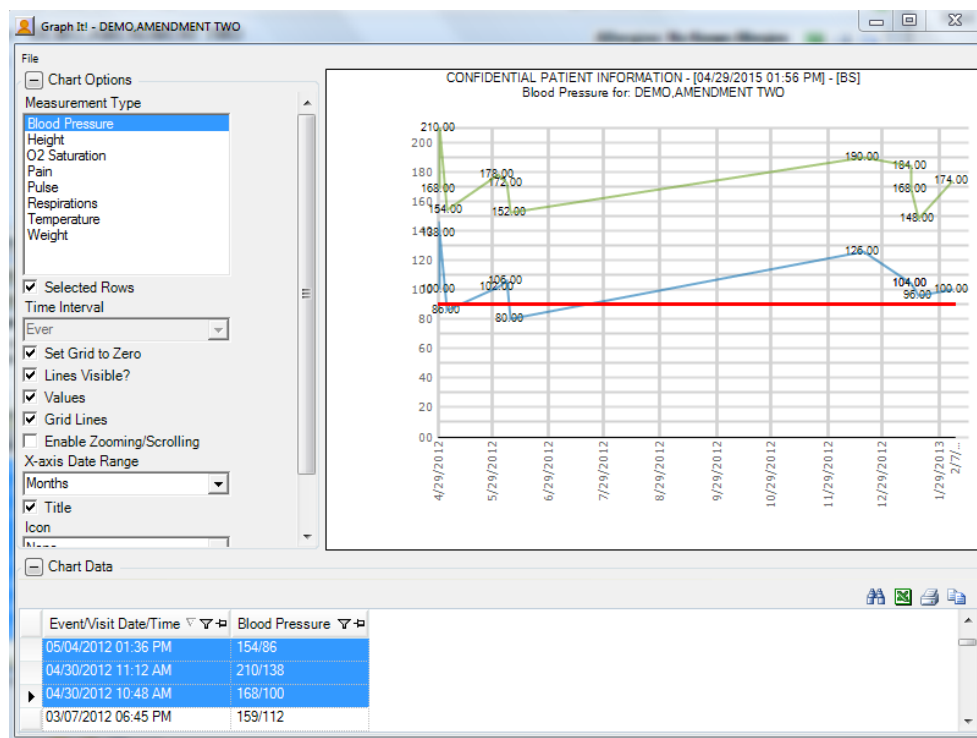 Graph It! - DEMO,AMENDMENT TWO
File
Chart Options
Measurement Type
Blood Pressure
Height
O2 Saturation
Pain
Pulse
Respirations
Temperature
Weight
Selected Rows
Time Interval
Ever
Set Grid to Zero
Lines Visible?
Values
Grid Lines
Enable Zooming/Scrolling
X-axis Date Range
Months
Title
Icon
CONFIDENTIAL PATIENT INFORMATION - [04/29/2015 01:56 PM] - [BS]
Blood Pressure for: DEMO,AMENDMENT TWO
200
180
160
140
120
100
80
60
40
20
00
210.00
168.00
154.00
178.00
172.00
152.00
190.00
184.00
168.00
148.00
174.00
138.00
100.00
86.00
102.00
106.00
80.00
126.00
104.00
96.00
100.00
4/29/2012
5/29/2012
6/29/2012
7/29/2012
8/29/2012
9/29/2012
10/29/2012
11/29/2012
12/29/2012
1/29/2013
2/7/...
Chart Data
Event/Visit Date/Time Blood Pressure
05/04/2012 01:36 PM 154/86
04/30/2012 11:12 AM 210/138
04/30/2012 10:48 AM 168/100
03/07/2012 06:45 PM 159/112